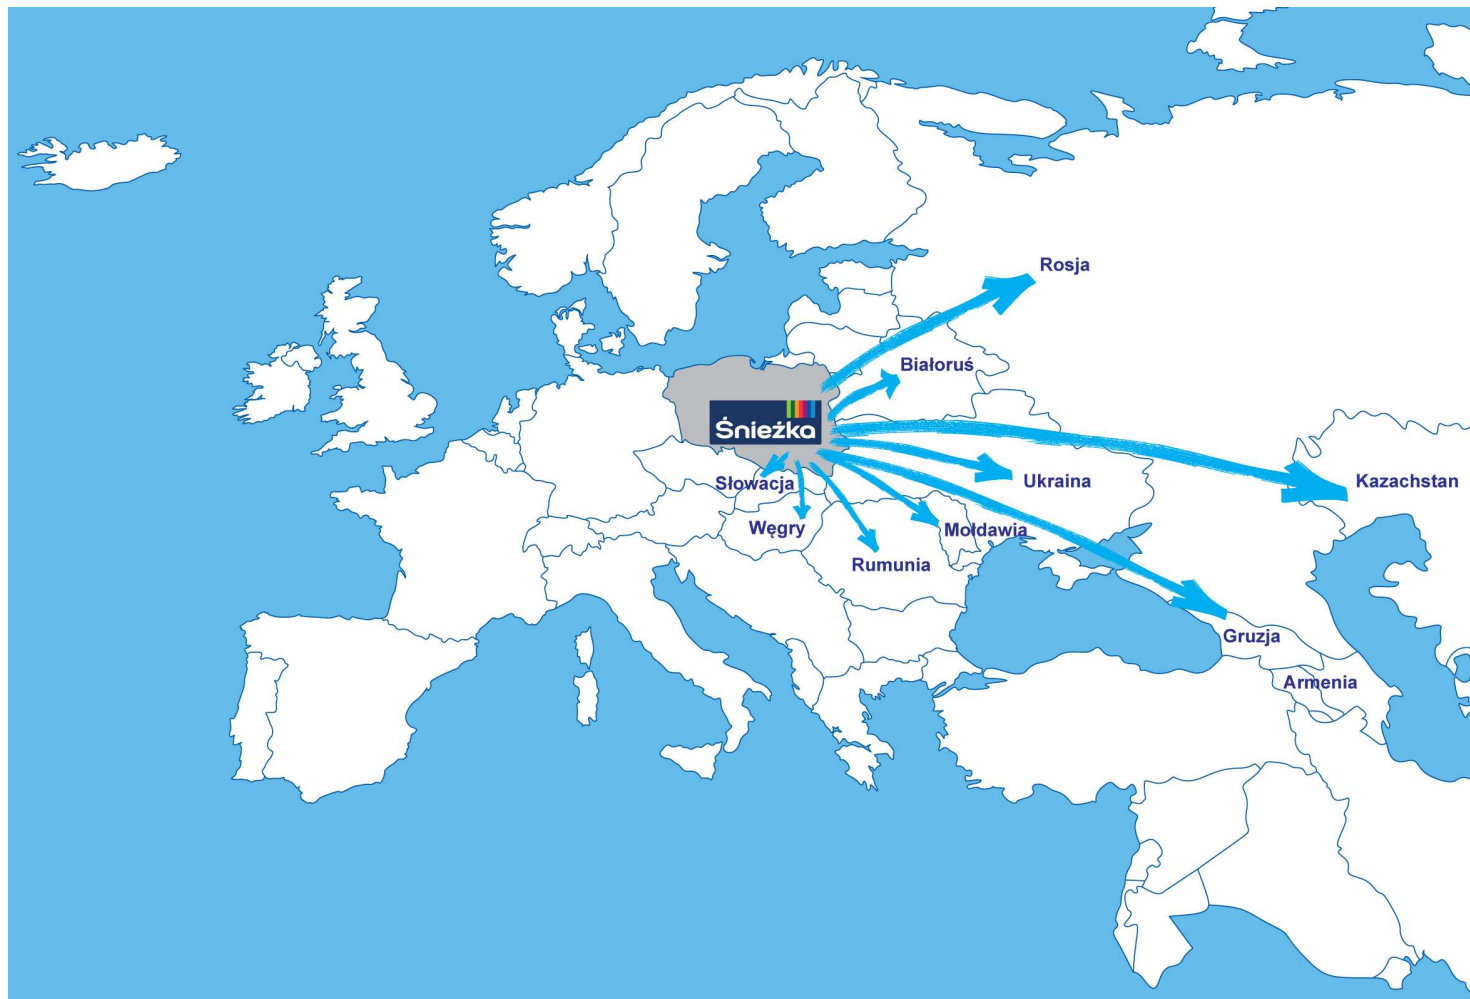 Rosja
Białoruś
Śnieżka
Słowacja
Ukraina
Kazachstan
Węgry
Mołdawia
Rumunia
Gruzja
Armenia